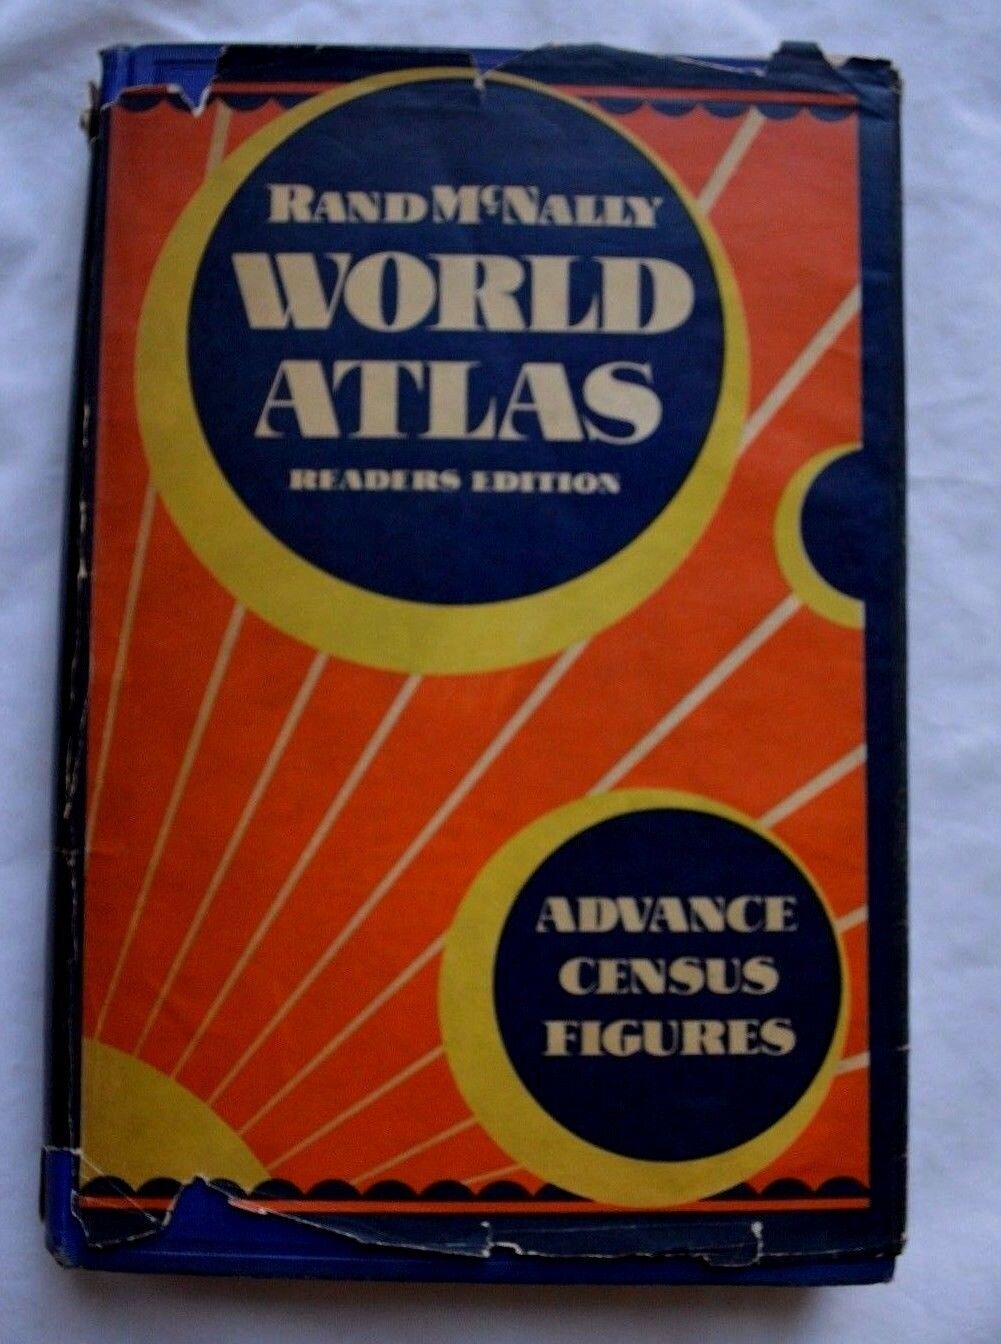 RAND McNALLY
WORLD
ATLAS
READERS EDITION
ADVANCE
CENSUS
FIGURES